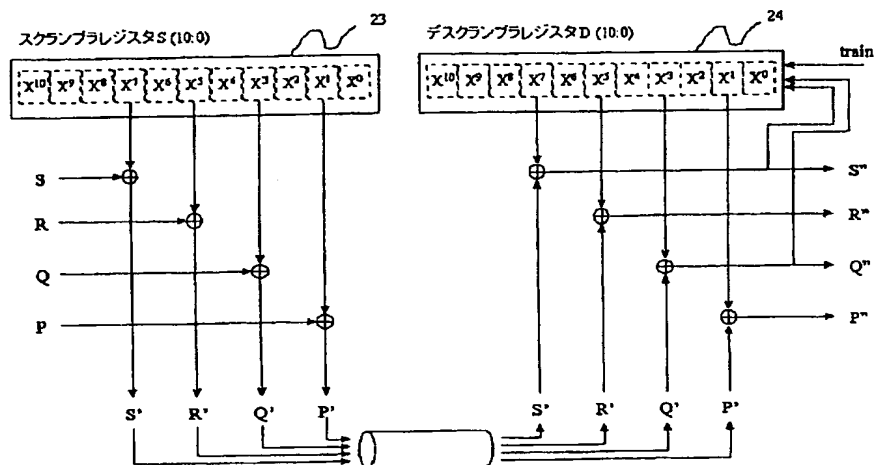 スクランブラレジスタS (10:0)
23
X¹⁰ X⁹ X⁸ X⁷ X⁶ X⁵ X⁴ X³ X² X¹ X⁰
デスクランブラレジスタD (10:0)
24
train
X¹⁰ X⁹ X⁸ X⁷ X⁶ X⁵ X⁴ X³ X² X¹ X⁰
S
R
Q
P
S"
R"
Q"
P"
S' R' Q' P'
S' R' Q' P'